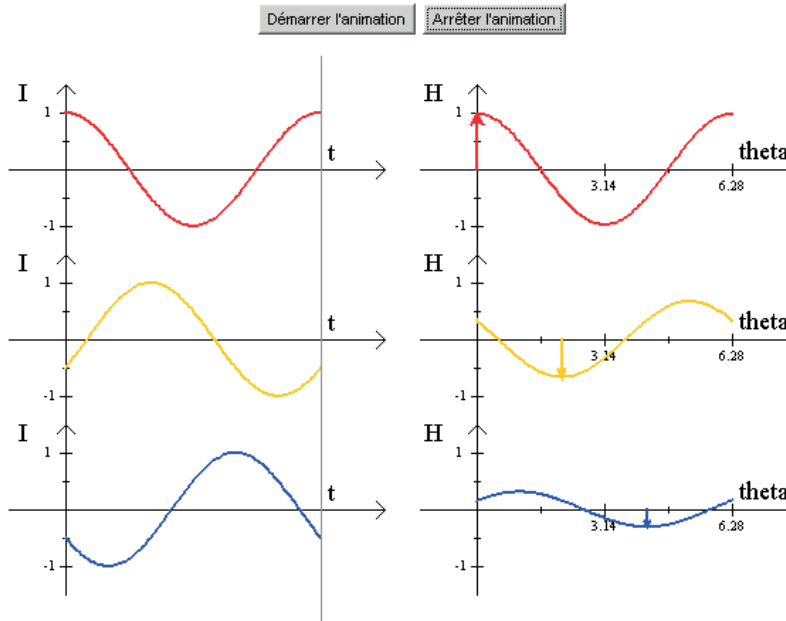 Démarrer l'animation Arrêter l'animation
I H
1 1
t theta
3.14 6.28
-1 -1
I H
1 1
t theta
3.14 6.28
-1 -1
I H
1 1
t theta
3.14 6.28
-1 -1